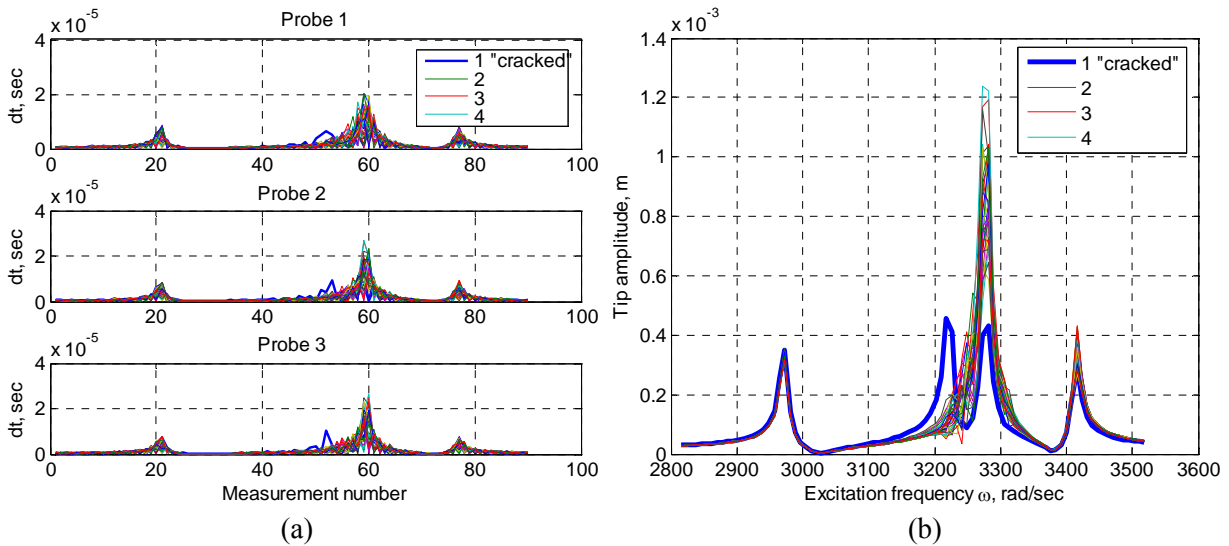 Probe 1
x 10-5
4
2
0
dt, sec
1 "cracked"
2
3
4
0 20 40 60 80 100
Probe 2
x 10-5
4
2
0
dt, sec
0 20 40 60 80 100
Probe 3
x 10-5
4
2
0
dt, sec
0 20 40 60 80 100
Measurement number
(a)
x 10-3
1.4
1.2
1
0.8
0.6
0.4
0.2
0
Tip amplitude, m
1 "cracked"
2
3
4
2800 2900 3000 3100 3200 3300 3400 3500 3600
Excitation frequency ω, rad/sec
(b)